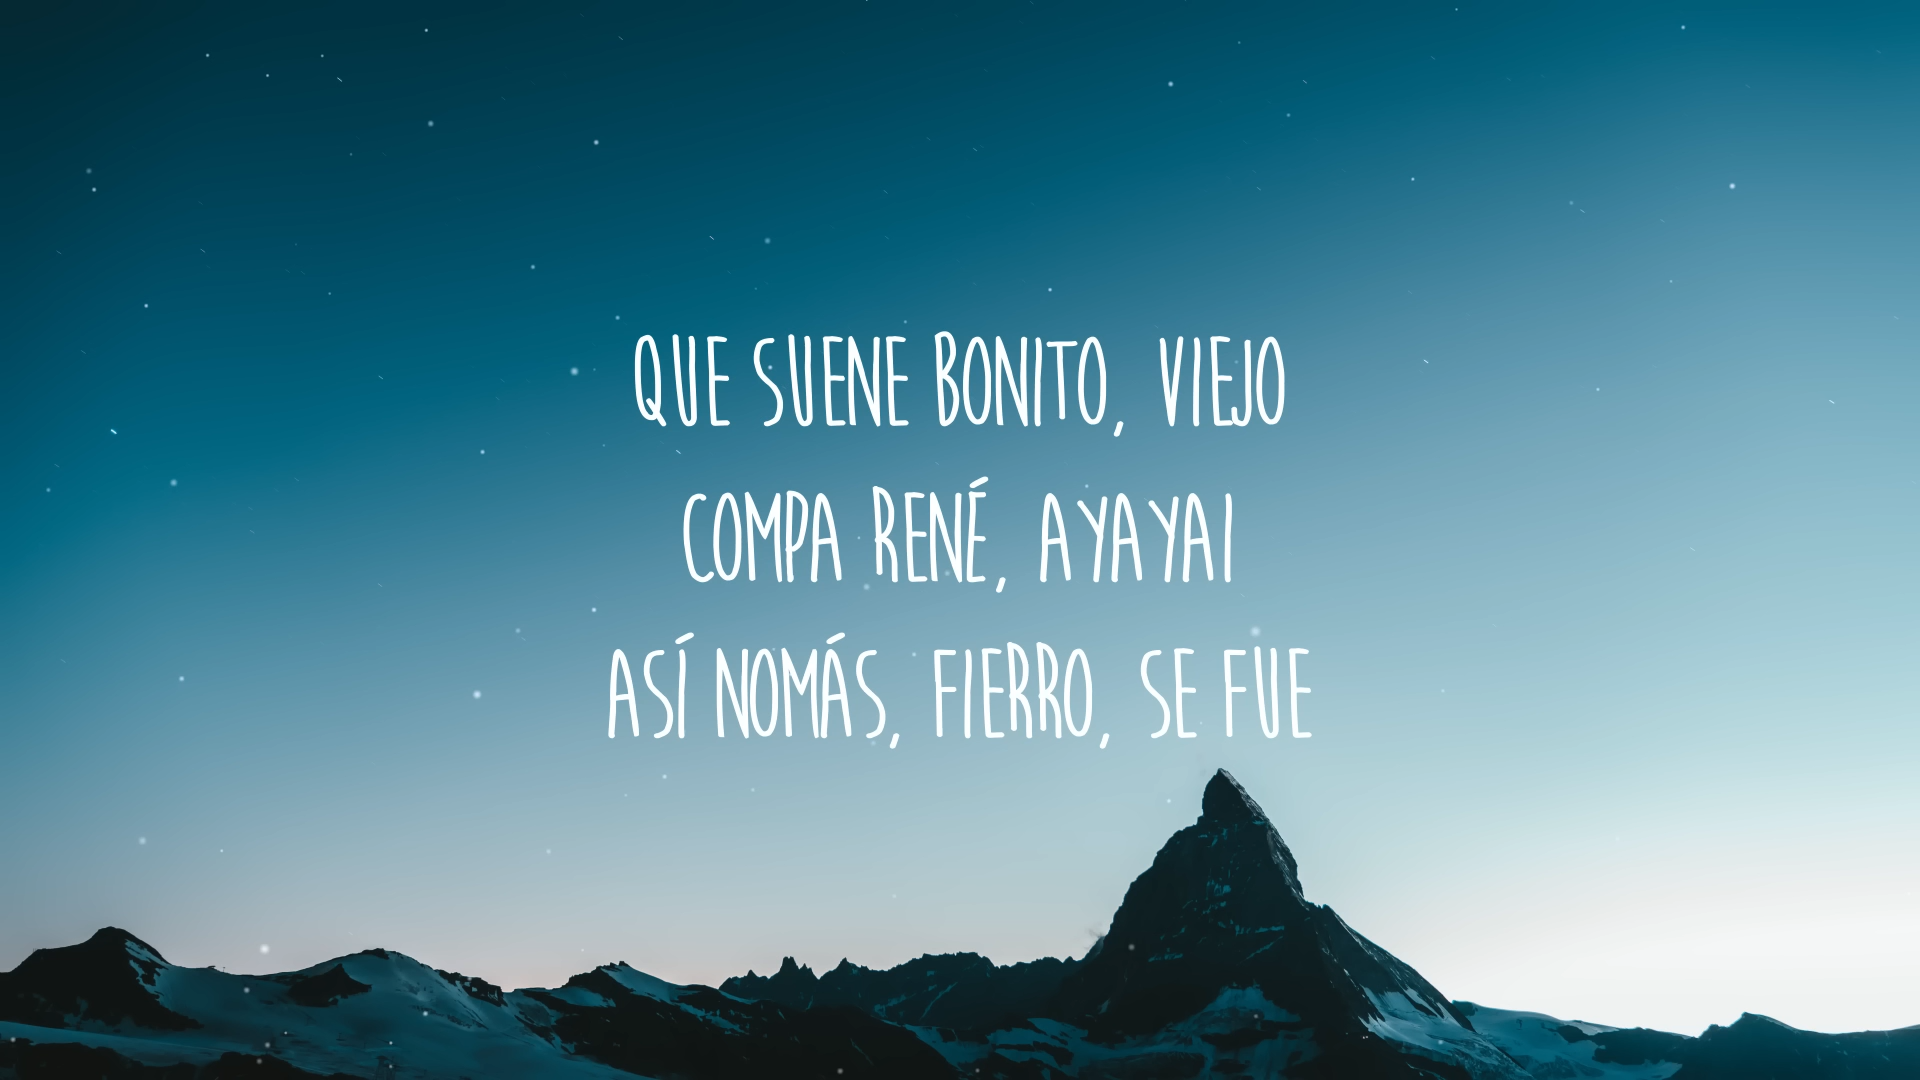 QUE SUENE BONITO, VIEJO
COMPA RENÉ, AYAYAI
ASÍ NOMÁS, FIERRO, SE FUE